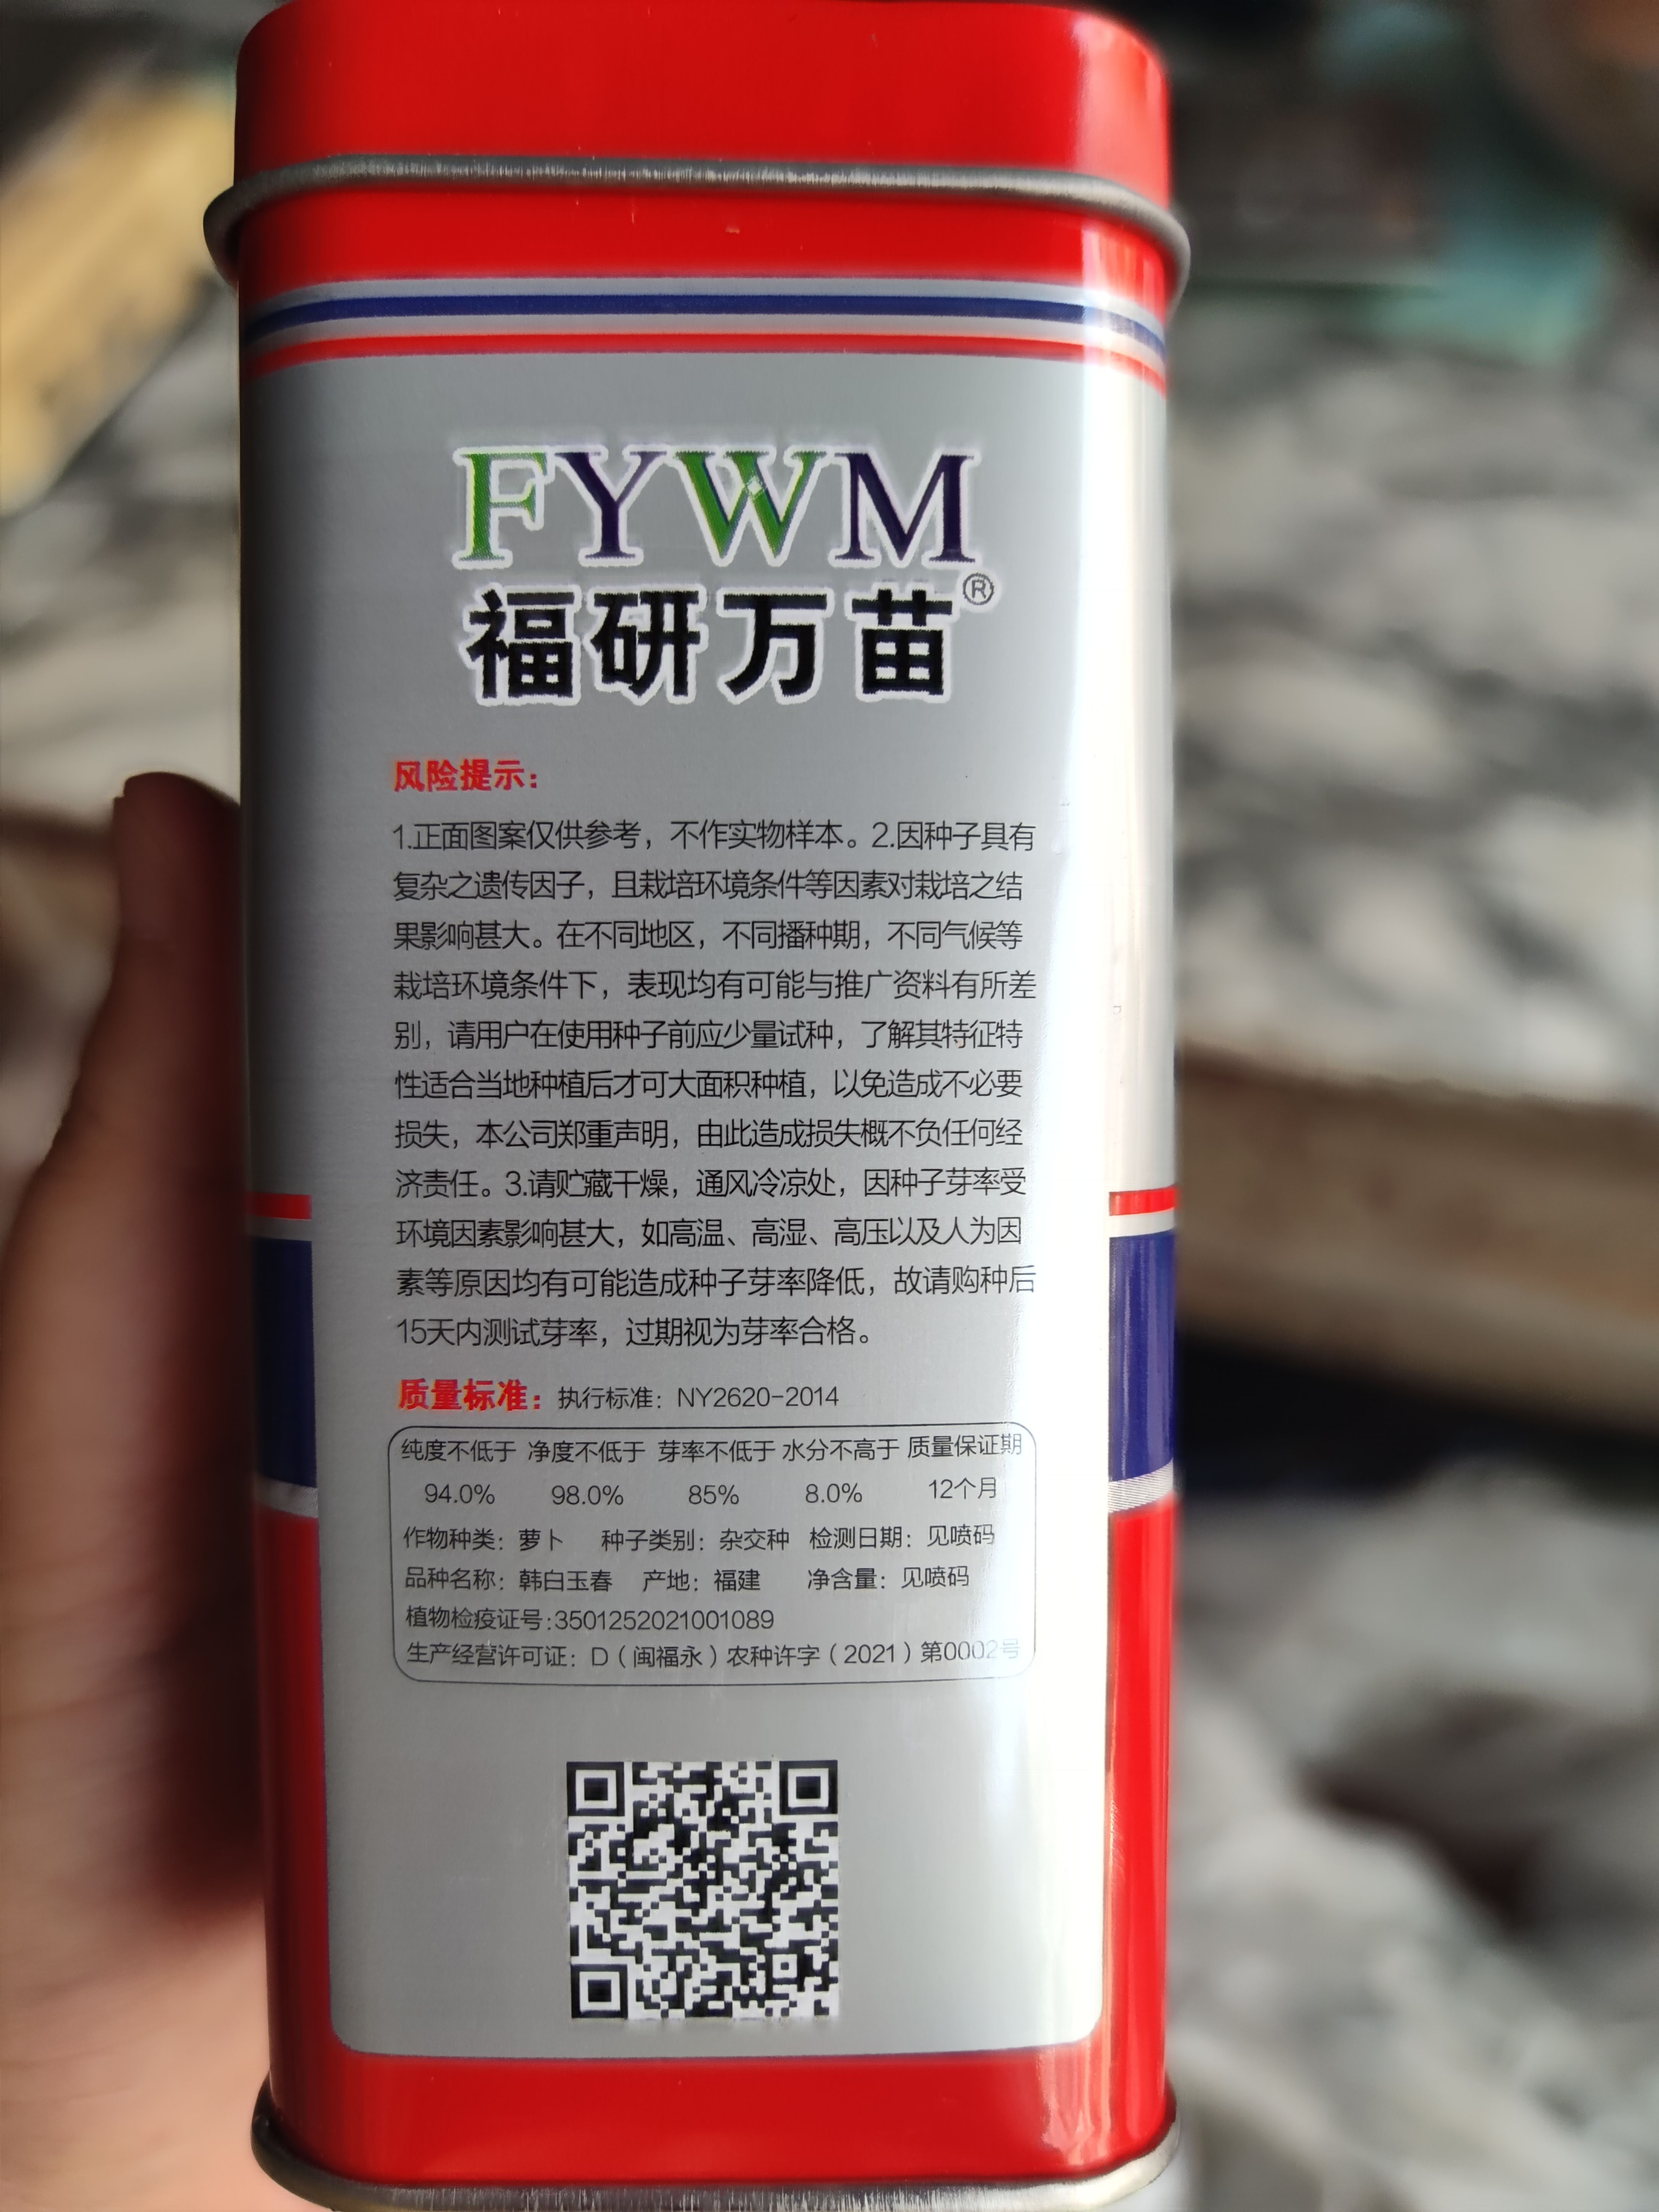 FYWM
福研万苗®
风险提示：
1.正面图案仅供参考，不作实物样本。2.因种子具有
复杂之遗传因子，且栽培环境条件等因素对栽培之结
果影响甚大。在不同地区，不同播种期，不同气候等
栽培环境条件下，表现均有可能与推广资料有所差
别，请用户在使用种子前应少量试种，了解其特征特
性适合当地种植后才可大面积种植，以免造成不必要
损失，本公司郑重声明，由此造成损失概不负任何经
济责任。3.请贮藏干燥，通风冷凉处，因种子芽率受
环境因素影响甚大，如高温、高湿、高压以及人为因
素等原因均有可能造成种子芽率降低，故请购种后
15天内测试芽率，过期视为芽率合格。
质量标准：执行标准：NY2620-2014
纯度不低于 净度不低于 芽率不低于 水分不高于 质量保证期
94.0% 98.0% 85% 8.0% 12个月
作物种类：萝卜 种子类别：杂交种 检测日期：见喷码
品种名称：韩白玉春 产地：福建 净含量：见喷码
植物检疫证号:3501252021001089
生产经营许可证：D（闽福永）农种许字（2021）第0002号